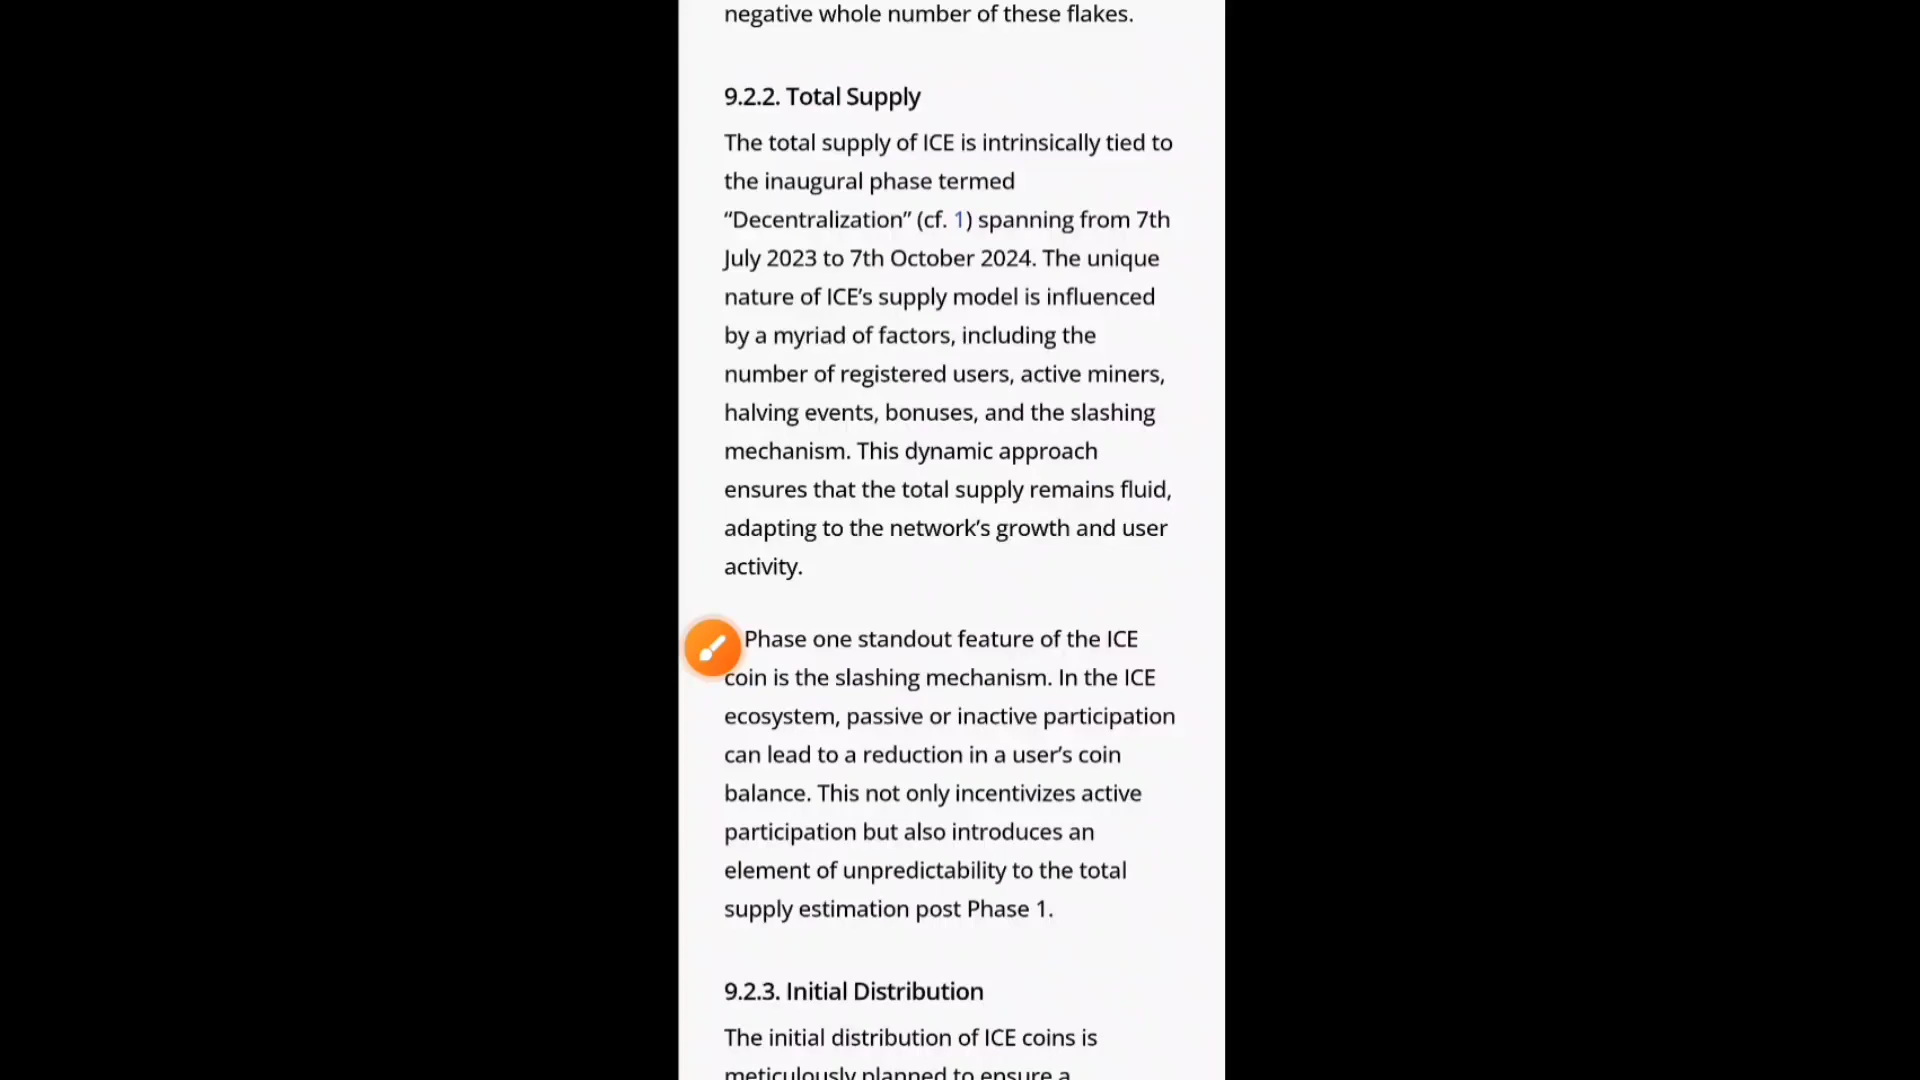 negative whole number of these flakes.
9.2.2. Total Supply
The total supply of ICE is intrinsically tied to
the inaugural phase termed
“Decentralization” (cf. 1) spanning from 7th
July 2023 to 7th October 2024. The unique
nature of ICE’s supply model is influenced
by a myriad of factors, including the
number of registered users, active miners,
halving events, bonuses, and the slashing
mechanism. This dynamic approach
ensures that the total supply remains fluid,
adapting to the network’s growth and user
activity.
Phase one standout feature of the ICE
coin is the slashing mechanism. In the ICE
ecosystem, passive or inactive participation
can lead to a reduction in a user’s coin
balance. This not only incentivizes active
participation but also introduces an
element of unpredictability to the total
supply estimation post Phase 1.
9.2.3. Initial Distribution
The initial distribution of ICE coins is
meticulously planned to ensure a